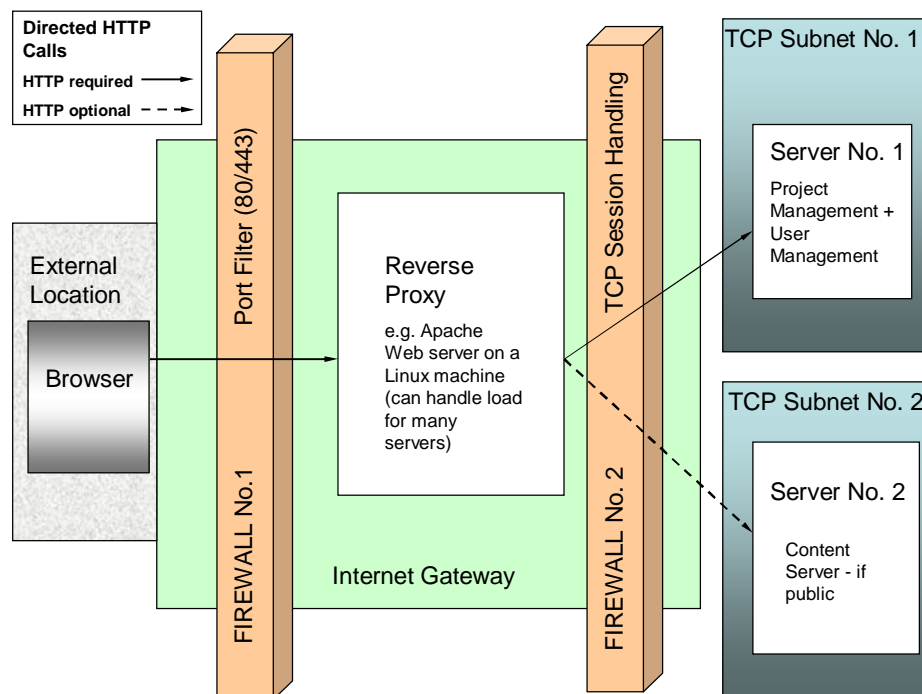 Directed HTTP
Calls
HTTP required
HTTP optional
External
Location
Browser
Port Filter (80/443)
FIREWALL No.1
Reverse
Proxy
e.g. Apache
Web server on a
Linux machine
(can handle load
for many
servers)
Internet Gateway
TCP Session Handling
FIREWALL No. 2
TCP Subnet No. 1
Server No. 1
Project
Management +
User
Management
TCP Subnet No. 2
Server No. 2
Content
Server - if
public